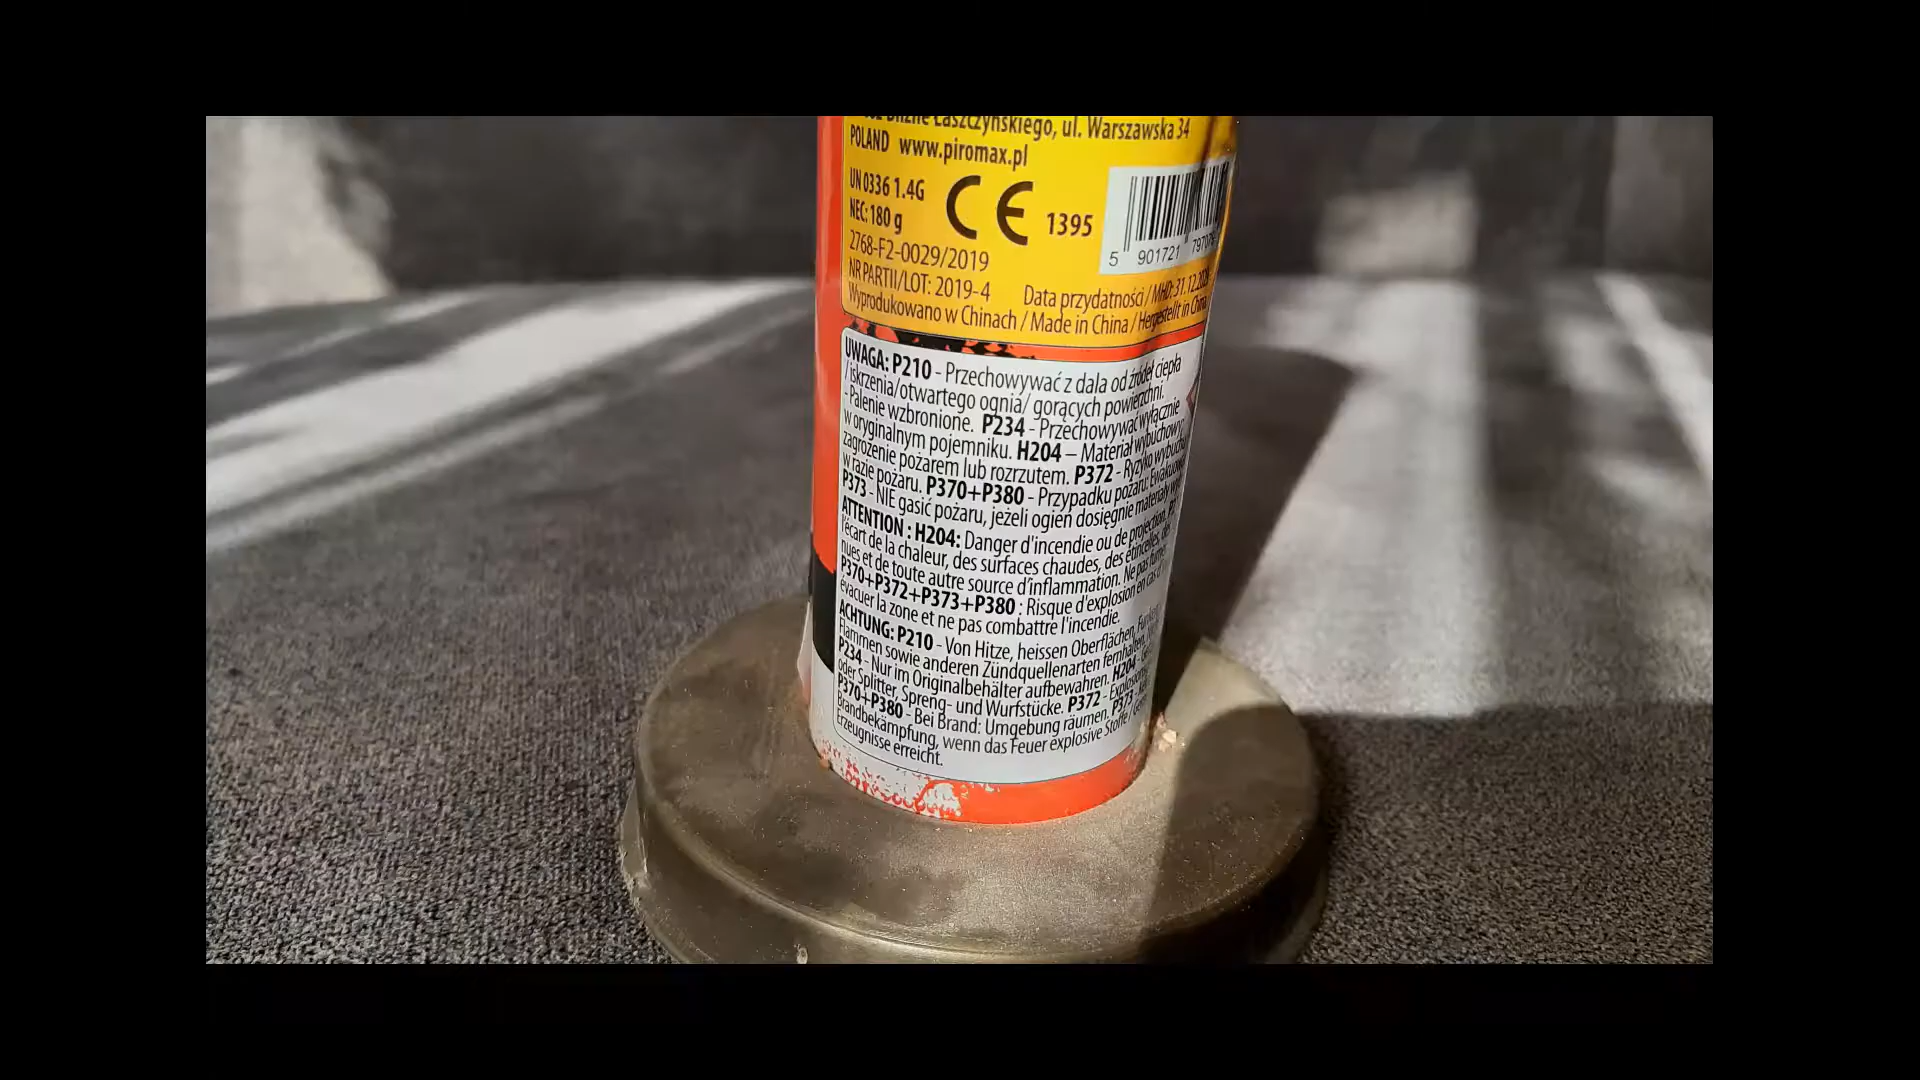 Łaszczyńskiego, ul. Warszawska 34
POLAND www.piromax.pl
UN 0336 1.4G
NEC: 180 g
CE 1395
5 901721
2768-F2-0029/2019
NR PARTII/LOT: 2019-4 Data przydatności / MHD: 31.12.
Wyprodukowano w Chinach / Made in China / Hergestellt in China
UWAGA: P210 - Przechowywać z dala od źródeł ciepła
/iskrzenia/otwartego ognia/ gorących powierzchni.
- Palenie wzbronione. P234 - Przechowywać wyłącznie
w oryginalnym pojemniku. H204 – Materiał wybuchowy;
zagrożenie pożarem lub rozrzutem. P372 - Ryzyko wybuchu
w razie pożaru. P370+P380 - Przypadku pożaru:
P373 - NIE gasić pożaru, jeżeli ogień dosięgnie materiały
ATTENTION : H204: Danger d'incendie ou de projection.
l'écart de la chaleur, des surfaces chaudes, des étincelles,
nues et de toute autre source d'inflammation. Ne pas fumer.
P370+P372+P373+P380 : Risque d'explosion en cas
évacuer la zone et ne pas combattre l'incendie.
ACHTUNG: P210 - Von Hitze, heissen Oberflächen,
Flammen sowie anderen Zündquellenarten fernhalten.
P234 - Nur im Originalbehälter aufbewahren. H204
oder Splitter, Spreng- und Wurfstücke. P372 -
P370+P380 - Bei Brand: Umgebung räumen. P373
Brandbekämpfung, wenn das Feuer explosive Stoffe /
Erzeugnisse erreicht.